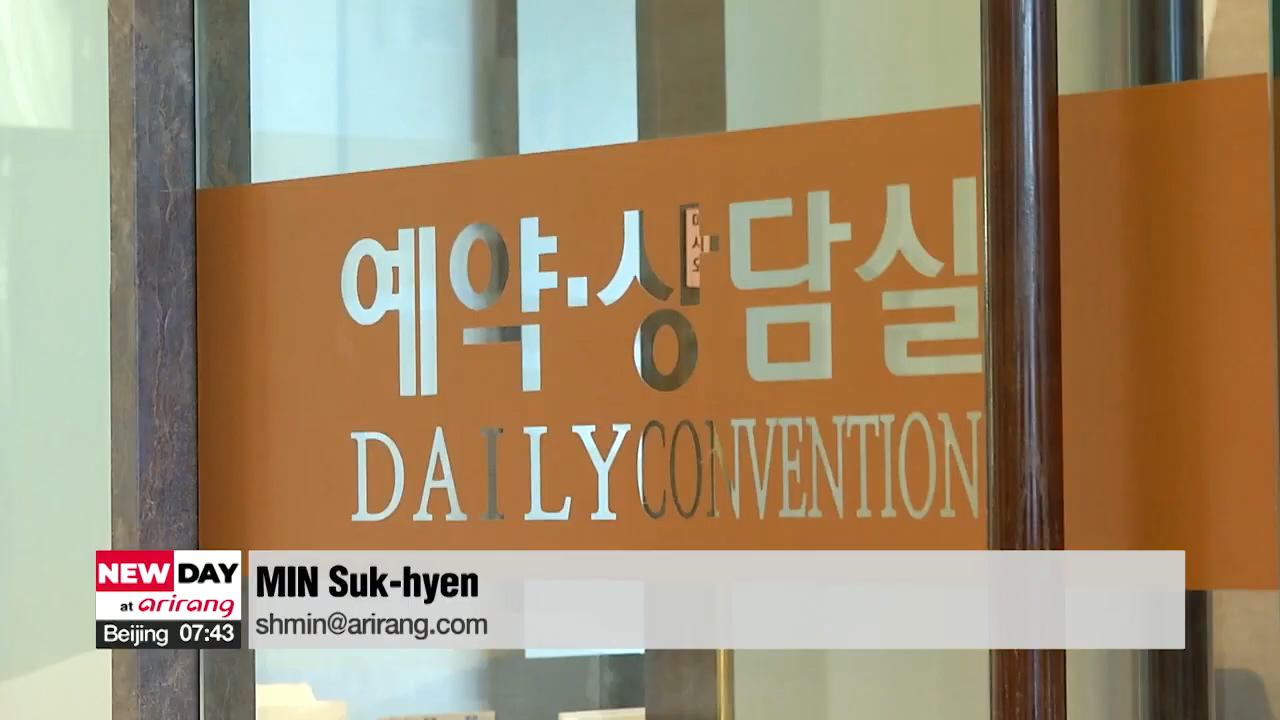 예약·상담실
DAILY CONVENTION
NEW DAY
at arirang
Beijing 07:43
MIN Suk-hyen
shmin@arirang.com